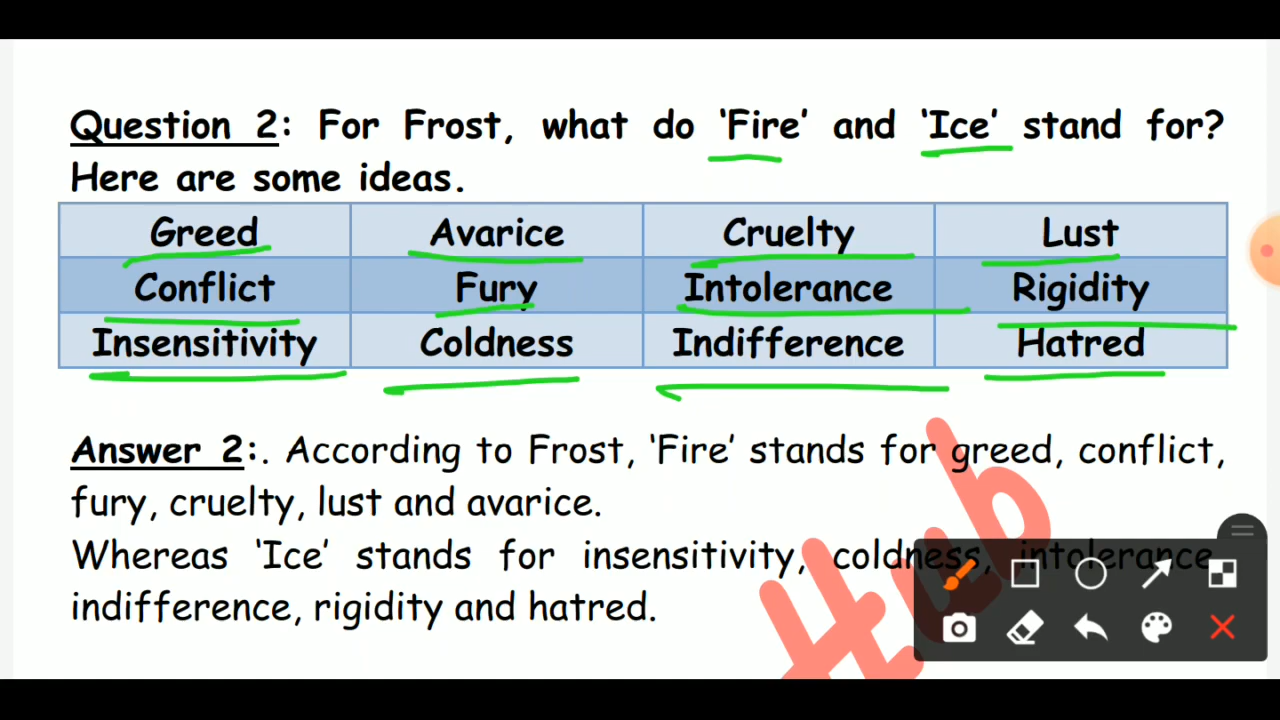 Question 2: For Frost, what do ‘Fire’ and ‘Ice’ stand for?
Here are some ideas.
Greed Avarice Cruelty Lust
Conflict Fury Intolerance Rigidity
Insensitivity Coldness Indifference Hatred
Answer 2:. According to Frost, ‘Fire’ stands for greed, conflict,
fury, cruelty, lust and avarice.
Whereas ‘Ice’ stands for insensitivity, coldness, intolerance
indifference, rigidity and hatred.
Hub